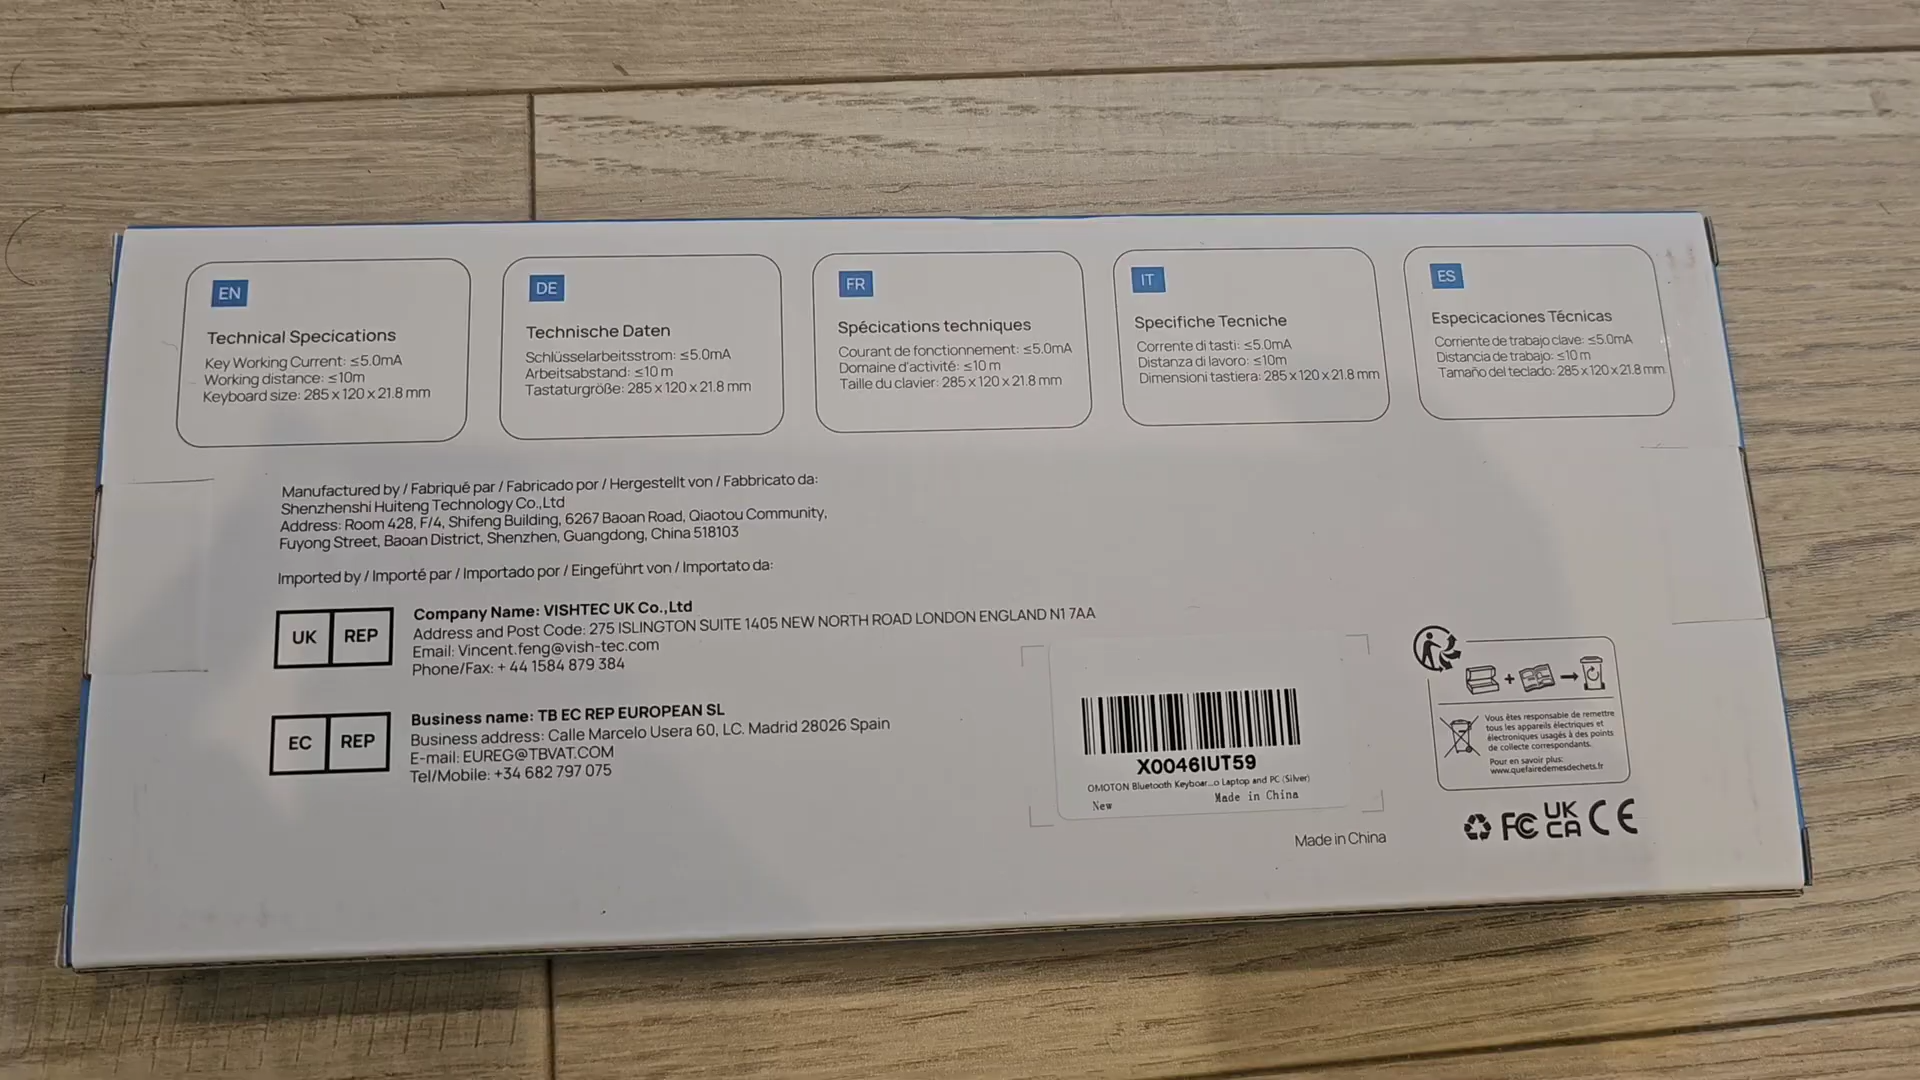 EN
Technical Specications
Key Working Current: ≤5.0mA
Working distance: ≤10m
Keyboard size: 285 x 120 x 21.8 mm
DE
Technische Daten
Schlüsselarbeitsstrom: ≤5.0mA
Arbeitsabstand: ≤10 m
Tastaturgröße: 285 x 120 x 21.8 mm
FR
Spécications techniques
Courant de fonctionnement: ≤5.0mA
Domaine d'activité: ≤10 m
Taille du clavier: 285 x 120 x 21.8 mm
IT
Specifiche Tecniche
Corrente di tasti: ≤5.0mA
Distanza di lavoro: ≤10m
Dimensioni tastiera: 285 x 120 x 21.8 mm
ES
Especicaciones Técnicas
Corriente de trabajo clave: ≤5.0mA
Distancia de trabajo: ≤10 m
Tamaño del teclado: 285 x 120 x 21.8 mm
Manufactured by / Fabriqué par / Fabricado por / Hergestellt von / Fabbricato da:
Shenzhenshi Huiteng Technology Co.,Ltd
Address: Room 428, F/4, Shifeng Building, 6267 Baoan Road, Qiaotou Community,
Fuyong Street, Baoan District, Shenzhen, Guangdong, China 518103
Imported by / Importé par / Importado por / Eingeführt von / Importato da:
UK REP
Company Name: VISHTEC UK Co.,Ltd
Address and Post Code: 275 ISLINGTON SUITE 1405 NEW NORTH ROAD LONDON ENGLAND N1 7AA
Email: Vincent.feng@vish-tec.com
Phone/Fax: + 44 1584 879 384
EC REP
Business name: TB EC REP EUROPEAN SL
Business address: Calle Marcelo Usera 60, LC. Madrid 28026 Spain
E-mail: EUREG@TBVAT.COM
Tel/Mobile: +34 682 797 075
X0046IUT59
OMOTON Bluetooth Keyboar...o Laptop and PC (Silver)
New
Made in China
Made in China
Vous êtes responsable de remettre
tous les appareils électriques et
électroniques usagés à des points
de collecte correspondants.
Pour en savoir plus:
www.quefairedemesdechets.fr
FC UK CA CE